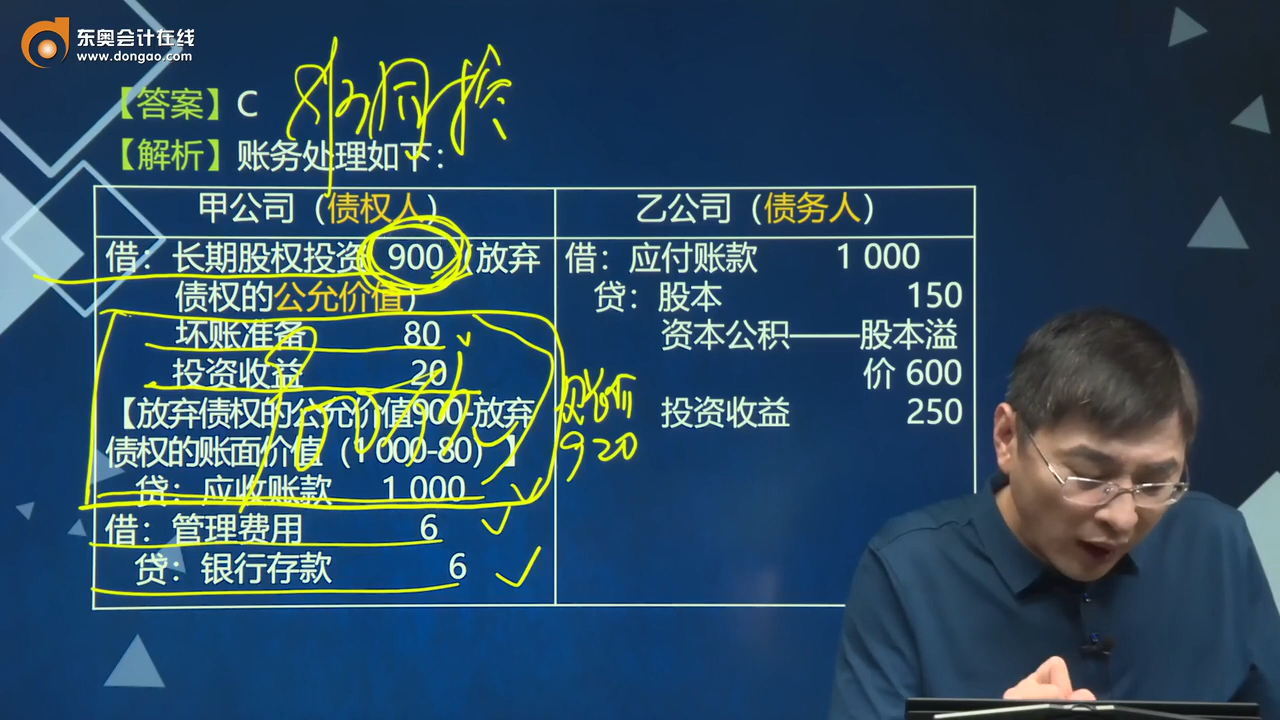 东奥会计在线
www.dongao.com
【答案】C
【解析】账务处理如下：
甲公司（债权人）
乙公司（债务人）
借：长期股权投资 900（放弃
债权的公允价值）
坏账准备 80
投资收益 20
【放弃债权的公允价值900-放弃
债权的账面价值（1 000-80）】
贷：应收账款 1 000
借：管理费用 6
贷：银行存款 6
借：应付账款 1 000
贷：股本 150
资本公积——股本溢
价 600
投资收益 250
920